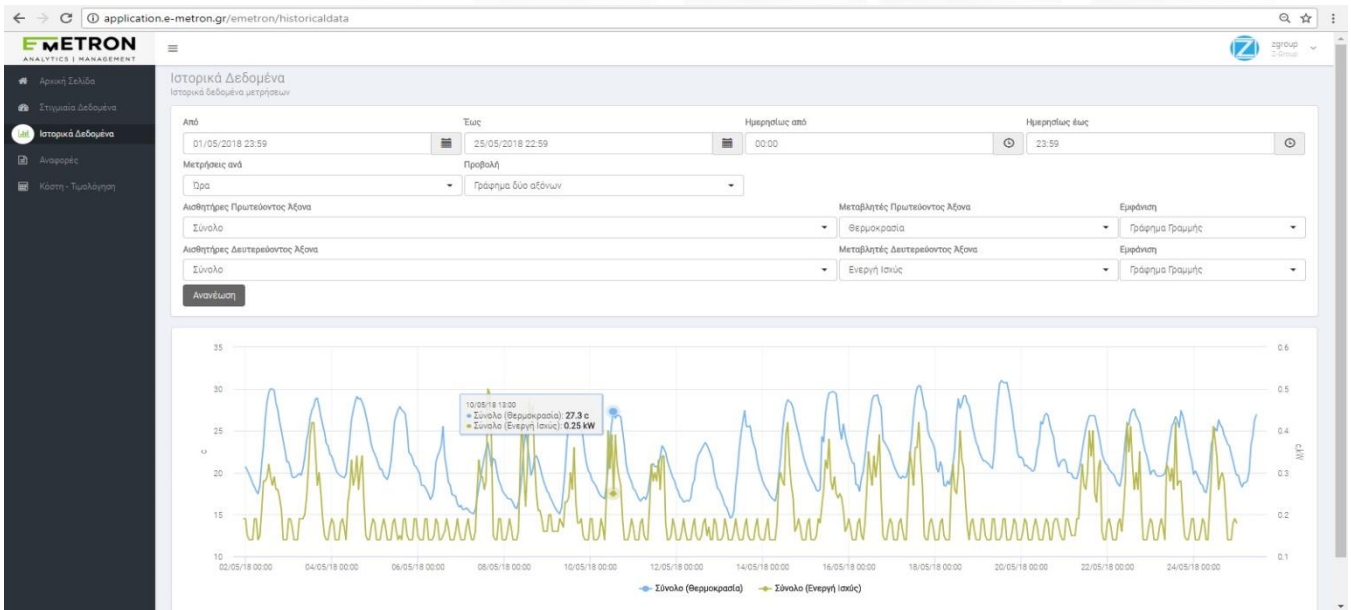 application.e-metron.gr/emetron/historicaldata
EMETRON
ANALYTICS | MANAGEMENT
zgroup
Z-Group
Αρχική Σελίδα
Στιγμιαία Δεδομένα
Ιστορικά Δεδομένα
Αναφορές
Κόστη - Τιμολόγηση
Ιστορικά Δεδομένα
Ιστορικά δεδομένα μετρήσεων
Από Έως Ημερησίως από Ημερησίως έως
01/05/2018 23:59 25/05/2018 22:59 00:00 23:59
Μετρήσεις ανά Προβολή
Ώρα Γράφημα δύο αξόνων
Αισθητήρες Πρωτεύοντος Άξονα Μεταβλητές Πρωτεύοντος Άξονα Εμφάνιση
Σύνολο Θερμοκρασία Γράφημα Γραμμής
Αισθητήρες Δευτερεύοντος Άξονα Μεταβλητές Δευτερεύοντος Άξονα Εμφάνιση
Σύνολο Ενεργή Ισχύς Γράφημα Γραμμής
Ανανέωση
35 0.6
30 0.5
10/05/18 13:00
Σύνολο (Θερμοκρασία): 27.3 c
Σύνολο (Ενεργή Ισχύς): 0.25 kW
25 0.4
c
20 0.3
15 0.2
10 0.1
02/05/18 00:00 04/05/18 00:00 06/05/18 00:00 08/05/18 00:00 10/05/18 00:00 12/05/18 00:00 14/05/18 00:00 16/05/18 00:00 18/05/18 00:00 20/05/18 00:00 22/05/18 00:00 24/05/18 00:00
Σύνολο (Θερμοκρασία) Σύνολο (Ενεργή Ισχύς)